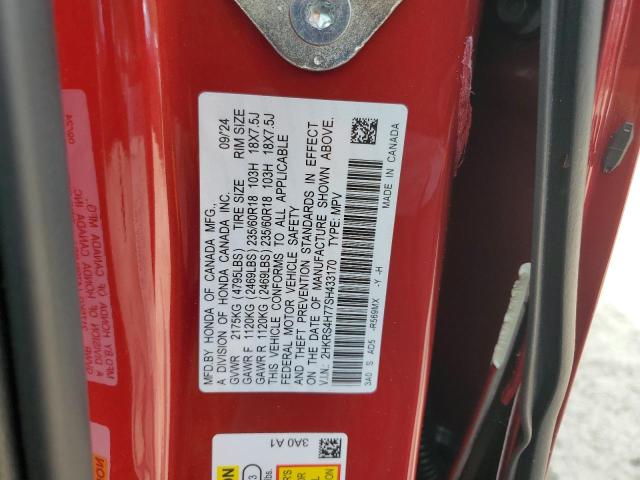 MFD.BY HONDA OF CANADA MFG., 09/24
A DIVISION OF HONDA CANADA INC.
GVWR 2175KG (4795LBS) TIRE SIZE RIM SIZE
GAWR F 1120KG (2469LBS) 235/60R18 103H 18X7.5J
GAWR R 1120KG (2469LBS) 235/60R18 103H 18X7.5J
THIS VEHICLE CONFORMS TO ALL APPLICABLE
FEDERAL MOTOR VEHICLE SAFETY
AND THEFT PREVENTION STANDARDS IN EFFECT
ON THE DATE OF MANUFACTURE SHOWN ABOVE.
V.I.N.: 2HKRS4H77SH433170 TYPE: MPV
3A0 S AD5 -R569MX -Y -H
MADE IN CANADA
3A0 A1